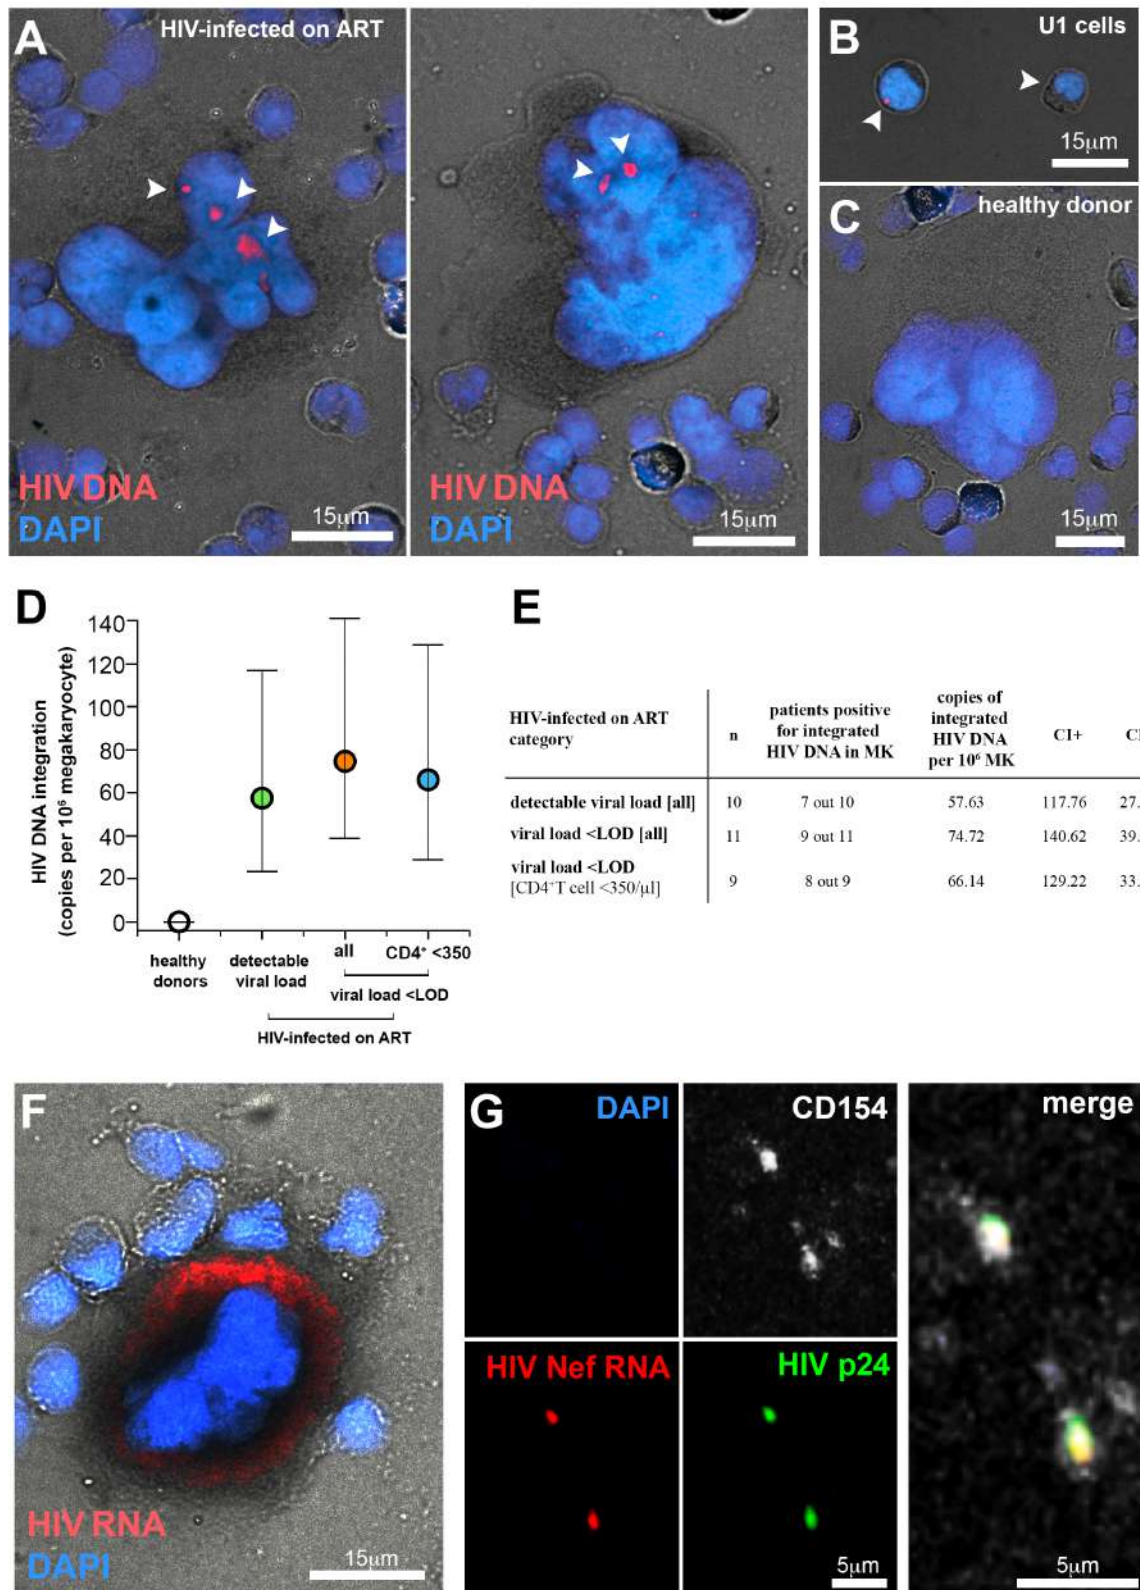 A
HIV-infected on ART
HIV DNA
DAPI
15μm
HIV DNA
DAPI
15μm
B
U1 cells
15μm
C
healthy donor
15μm
D
HIV DNA integration
(copies per 10⁶ megakaryocyte)
140
120
100
80
60
40
20
0
healthy
donors
detectable
viral load
all
CD4⁺ <350
viral load <LOD
HIV-infected on ART
E
HIV-infected on ART
category
n
patients positive
for integrated
HIV DNA in MK
copies of
integrated
HIV DNA
per 10⁶ MK
CI+
CI
detectable viral load [all] 10 7 out 10 57.63 117.76 27.
viral load <LOD [all] 11 9 out 11 74.72 140.62 39.
viral load <LOD
[CD4⁺T cell <350/μl] 9 8 out 9 66.14 129.22 33.
F
HIV RNA
DAPI
15μm
G
DAPI
CD154
merge
HIV Nef RNA
HIV p24
5μm
5μm